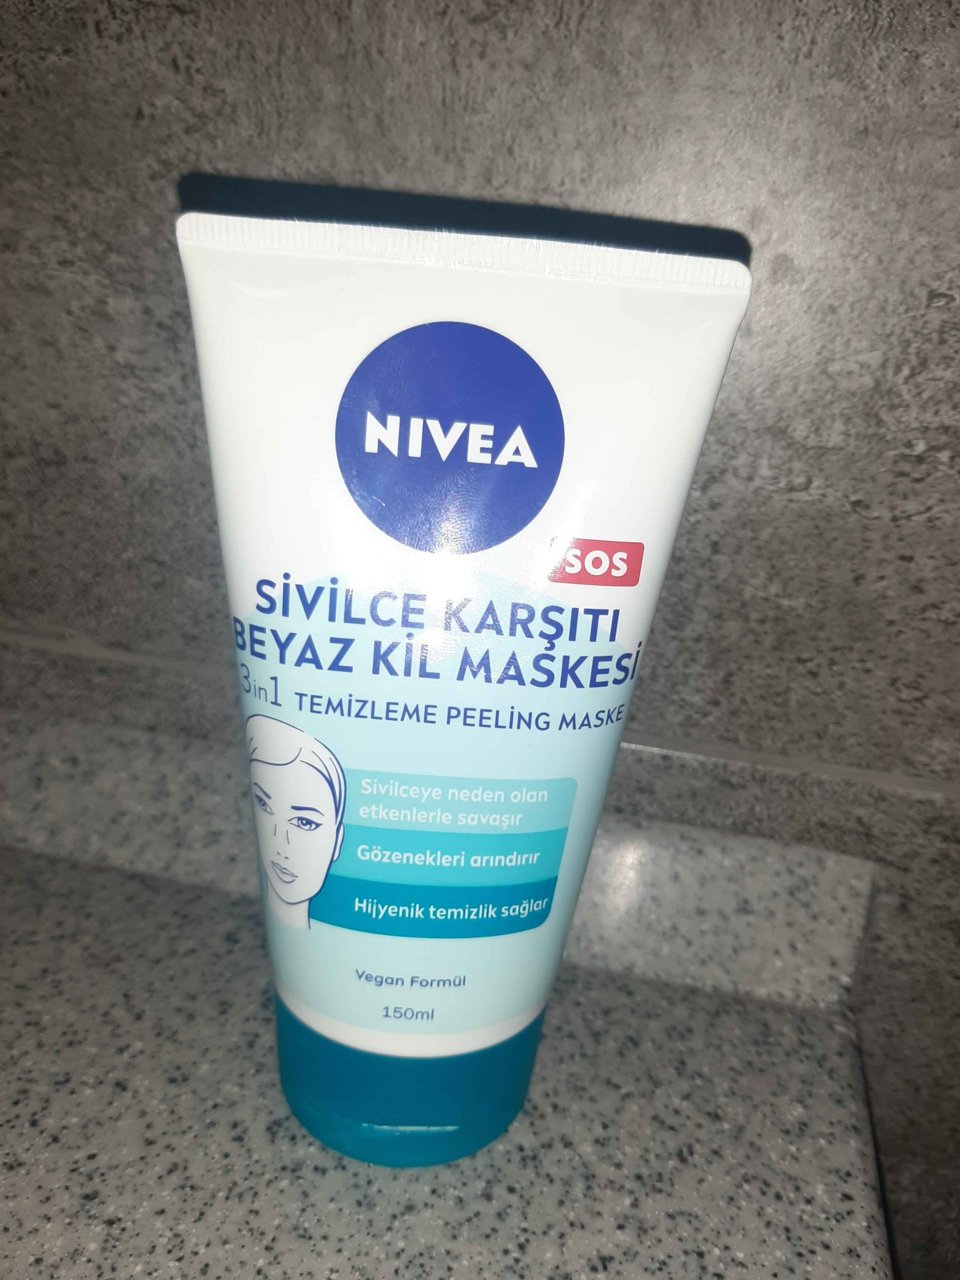 NIVEA
SOS
SİVİLCE KARŞITI
BEYAZ KİL MASKESİ
3in1 TEMİZLEME PEELİNG MASKE
Sivilceye neden olan
etkenlerle savaşır
Gözenekleri arındırır
Hijyenik temizlik sağlar
Vegan Formül
150ml